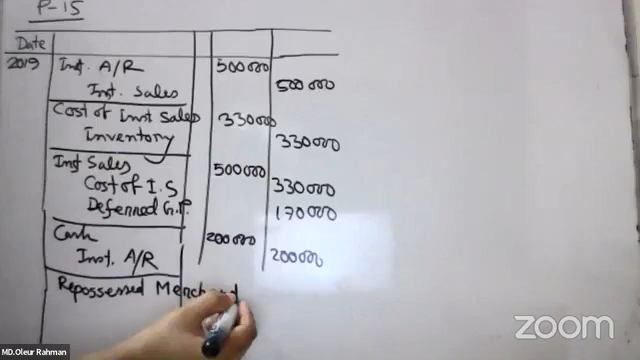 P-15
Date
2019 Inst. A/R 500000
Inst. Sales 500000
Cost of Inst Sales 330000
Inventory 330000
Inst Sales 500000
Cost of I.S 330000
Deferred G.P. 170000
Cash 200000
Inst. A/R 200000
Repossessed Merchand
zoom
MD.Oleur Rahman